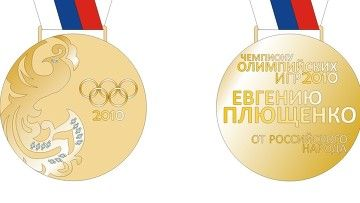 2010
ЧЕМПИОНУ
ОЛИМПИЙСКИХ
ИГР 2010
ЕВГЕНИЮ
ПЛЮЩЕНКО
ОТ РОССИЙСКОГО
НАРОДА